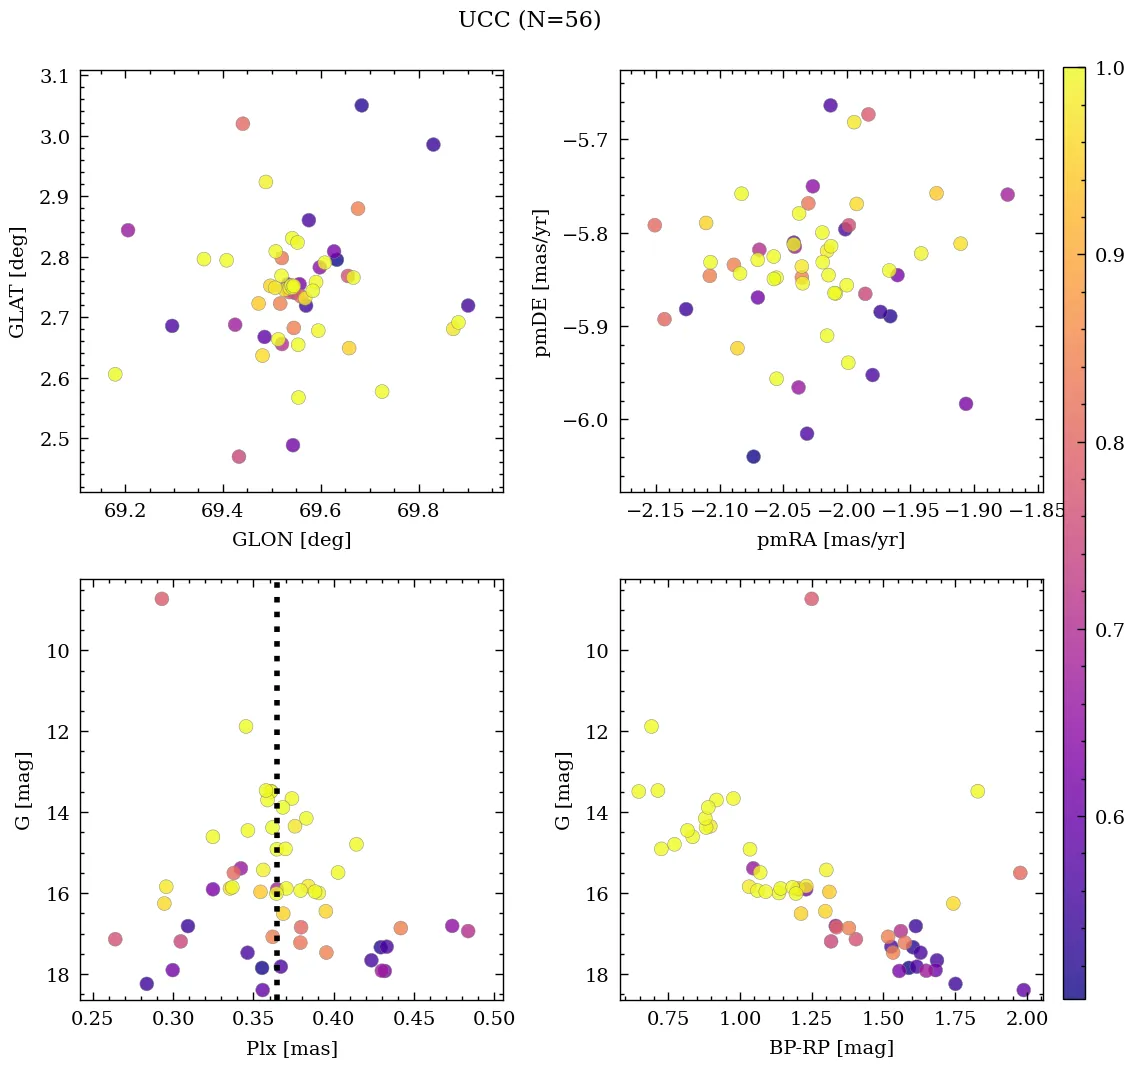 UCC (N=56)
3.1
3.0
2.9
2.8
2.7
2.6
2.5
GLAT [deg]
69.2 69.4 69.6 69.8
GLON [deg]
−5.7
−5.8
−5.9
−6.0
pmDE [mas/yr]
−2.15 −2.10 −2.05 −2.00 −1.95 −1.90 −1.85
pmRA [mas/yr]
1.0
0.9
0.8
0.7
0.6
10
12
14
16
18
G [mag]
0.25 0.30 0.35 0.40 0.45 0.50
Plx [mas]
10
12
14
16
18
G [mag]
0.75 1.00 1.25 1.50 1.75 2.00
BP-RP [mag]